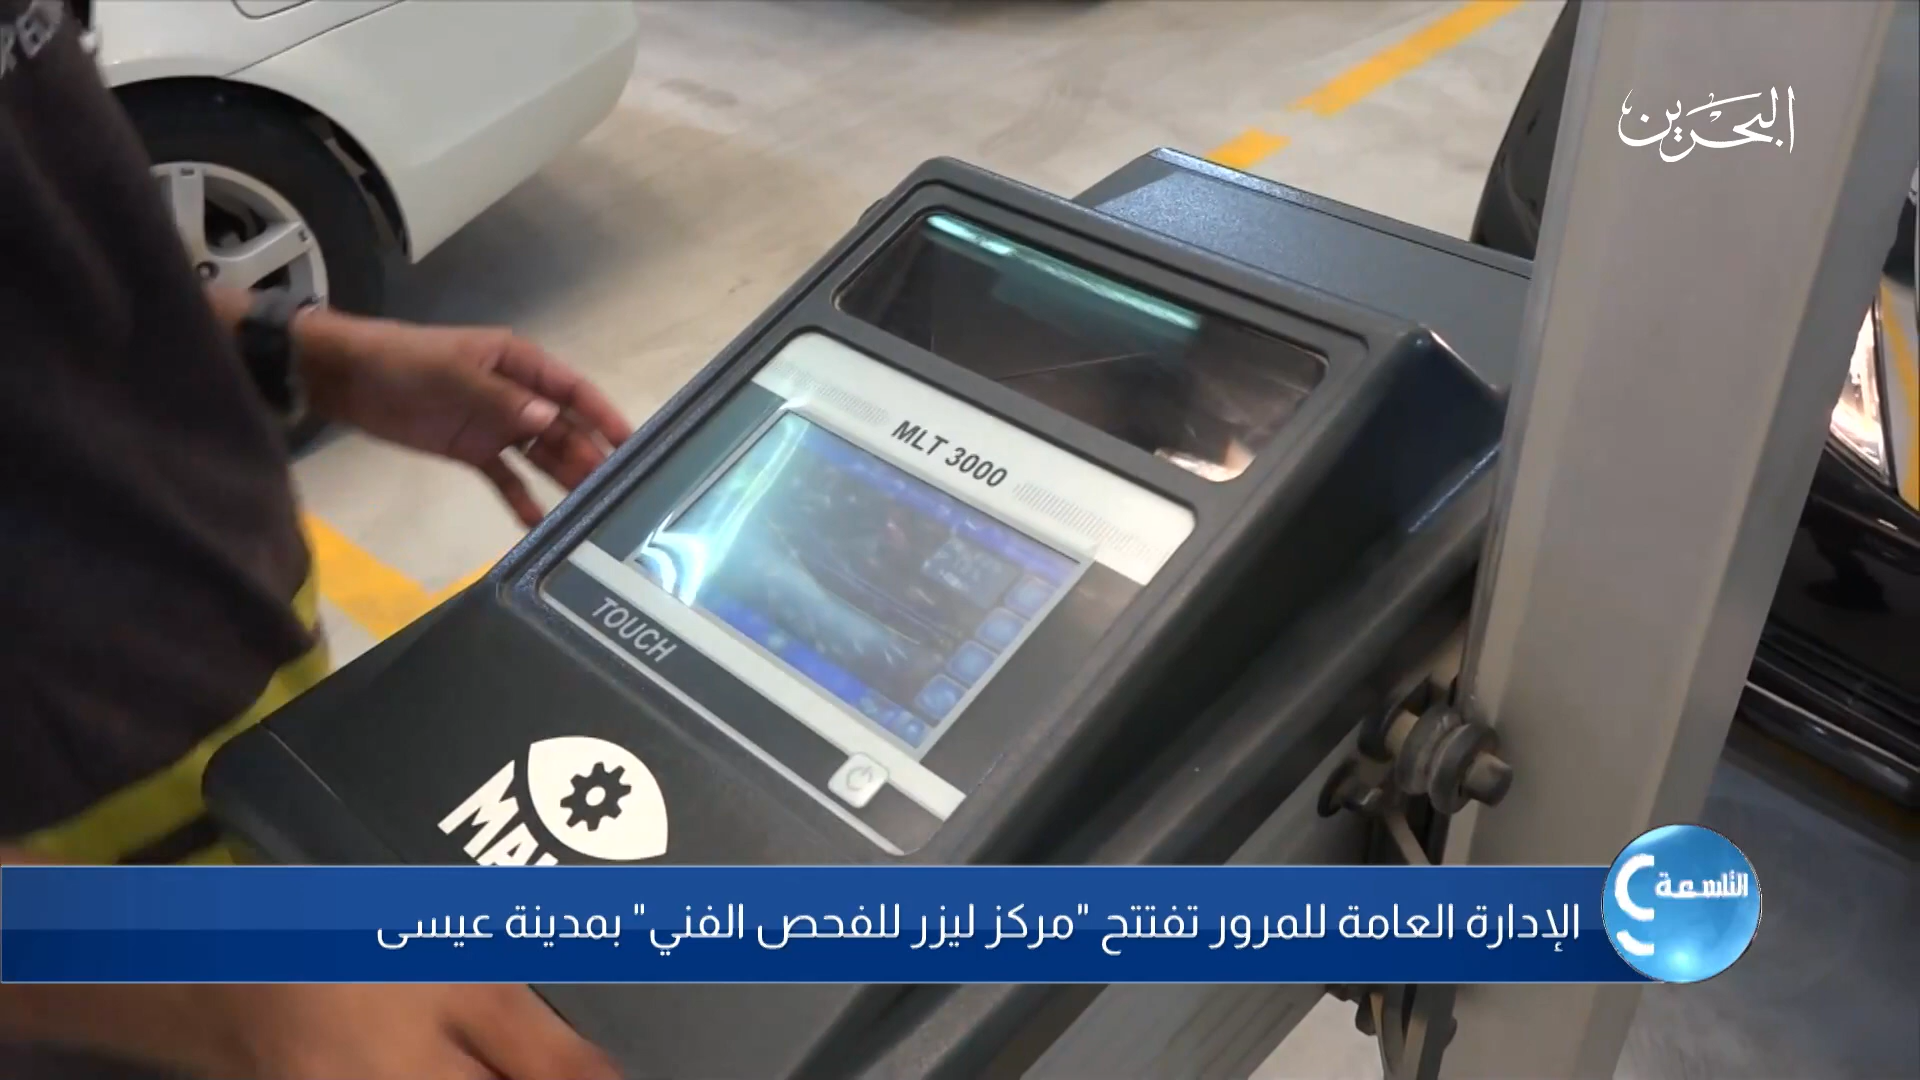 البحرين
MLT 3000
TOUCH
التاسعة
الإدارة العامة للمرور تفتتح "مركز ليزر للفحص الفني" بمدينة عيسى